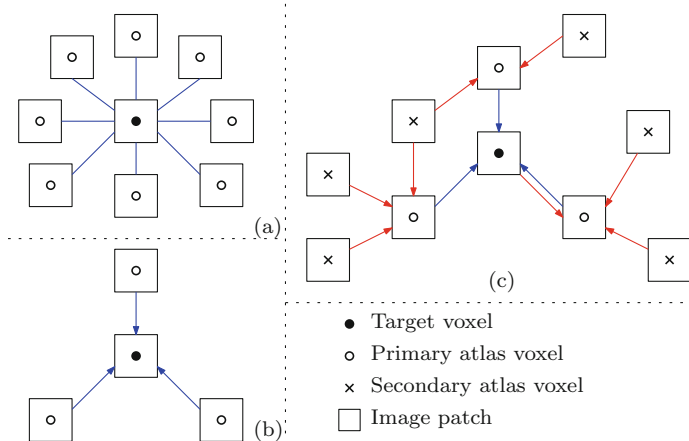 (a)
(b)
(c)
Target voxel
Primary atlas voxel
Secondary atlas voxel
Image patch